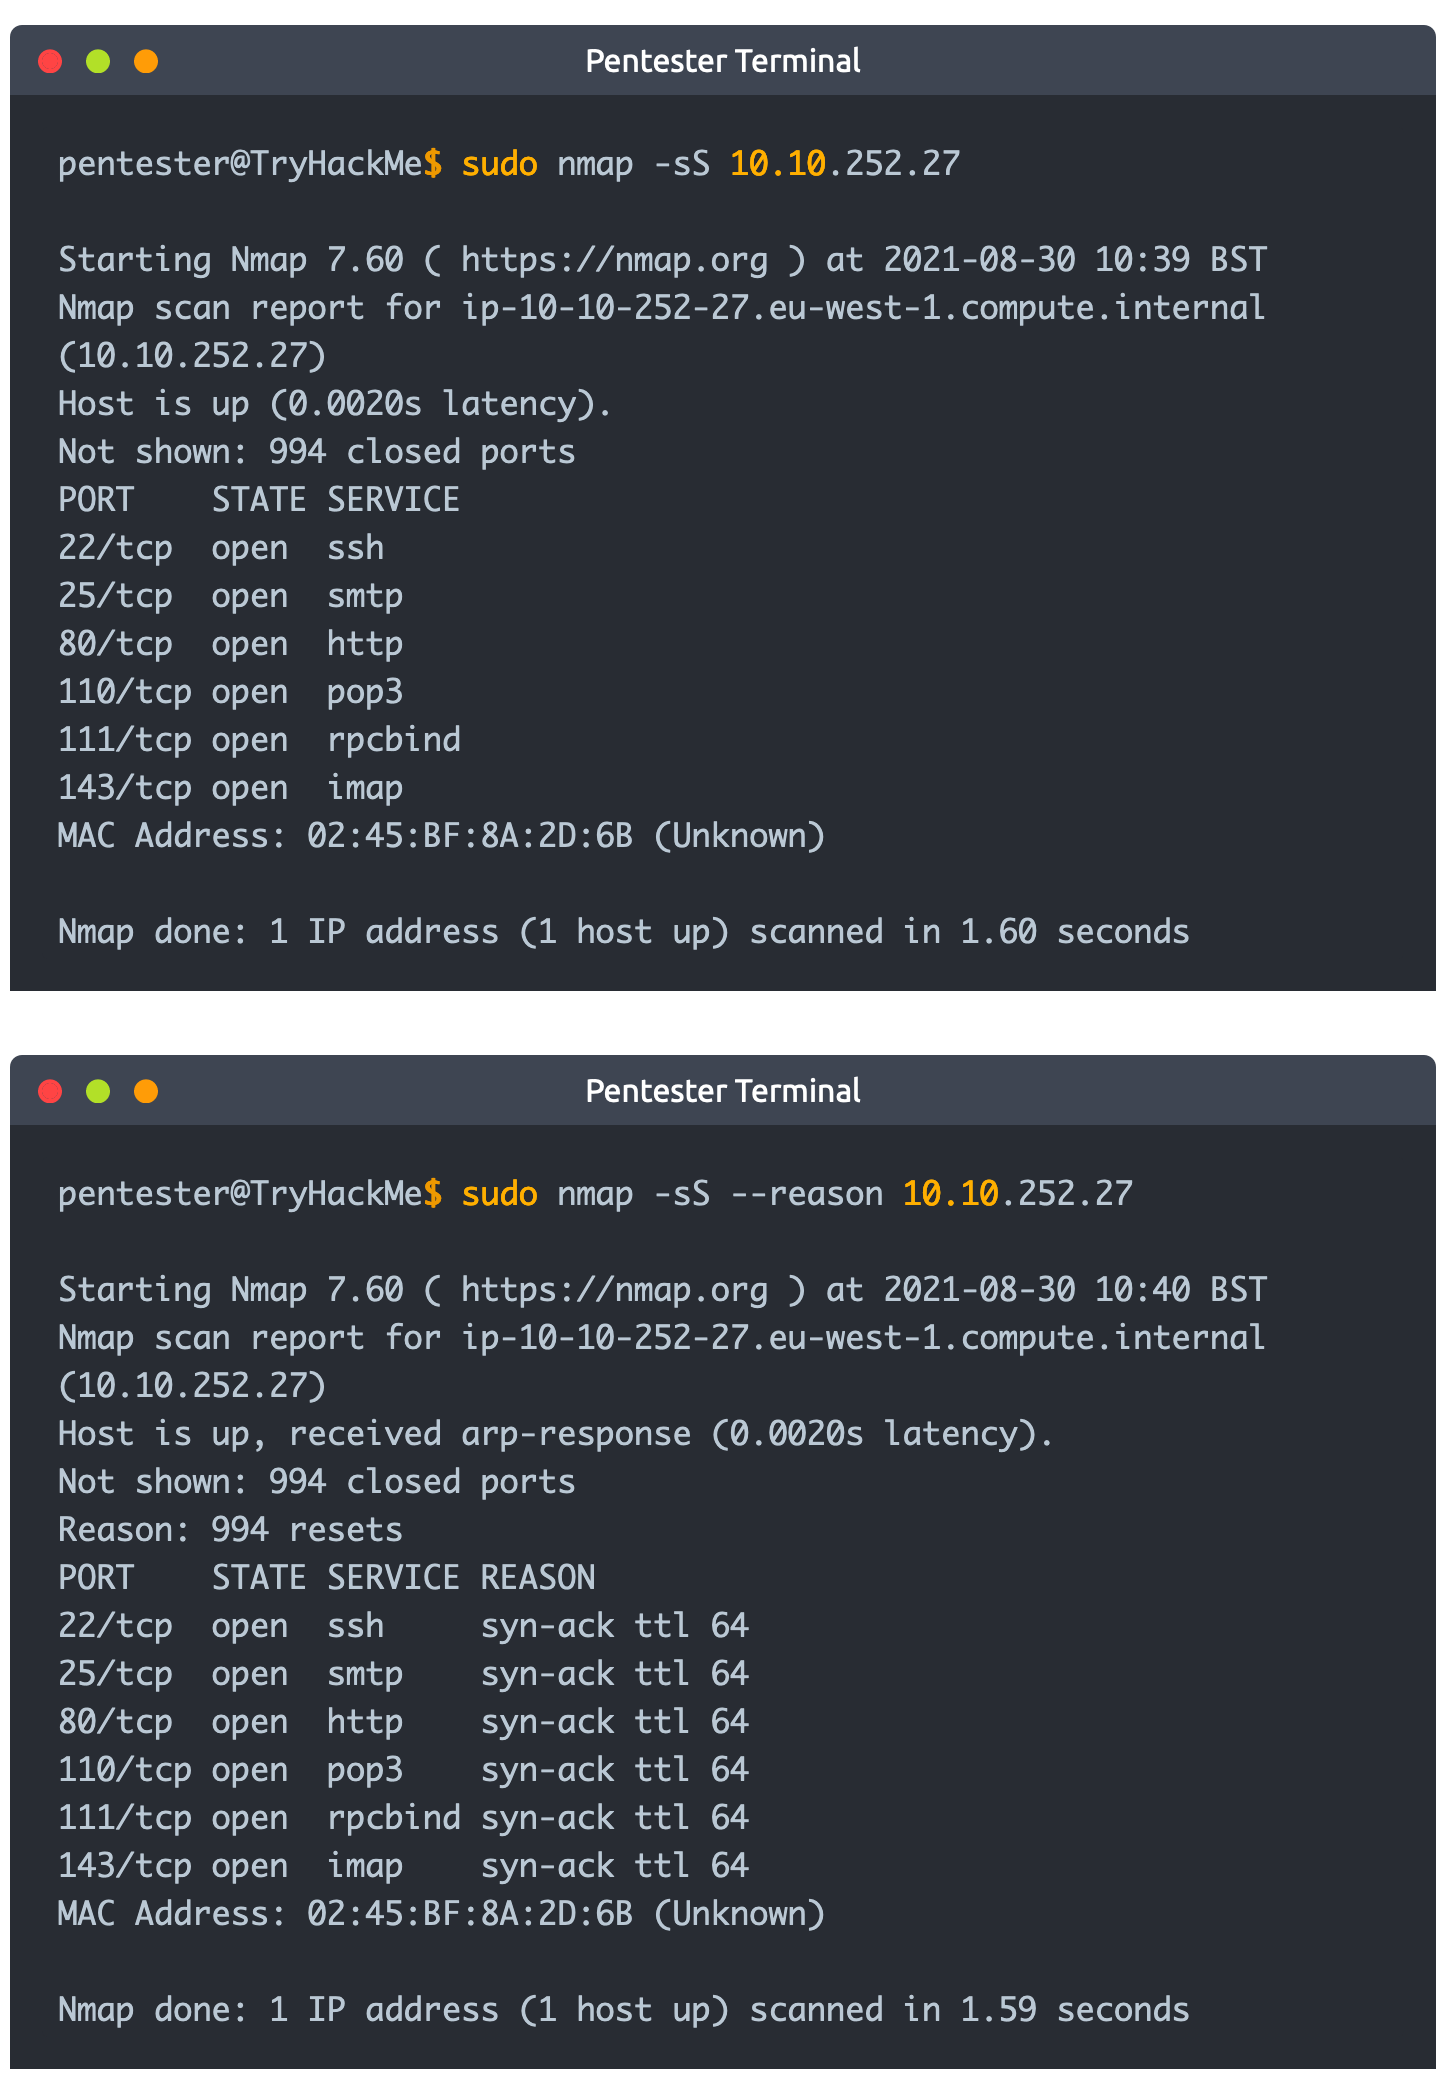 Pentester Terminal
pentester@TryHackMe$ sudo nmap -sS 10.10.252.27
Starting Nmap 7.60 ( https://nmap.org ) at 2021-08-30 10:39 BST
Nmap scan report for ip-10-10-252-27.eu-west-1.compute.internal
(10.10.252.27)
Host is up (0.0020s latency).
Not shown: 994 closed ports
PORT    STATE SERVICE
22/tcp  open  ssh
25/tcp  open  smtp
80/tcp  open  http
110/tcp open  pop3
111/tcp open  rpcbind
143/tcp open  imap
MAC Address: 02:45:BF:8A:2D:6B (Unknown)
Nmap done: 1 IP address (1 host up) scanned in 1.60 seconds
Pentester Terminal
pentester@TryHackMe$ sudo nmap -sS --reason 10.10.252.27
Starting Nmap 7.60 ( https://nmap.org ) at 2021-08-30 10:40 BST
Nmap scan report for ip-10-10-252-27.eu-west-1.compute.internal
(10.10.252.27)
Host is up, received arp-response (0.0020s latency).
Not shown: 994 closed ports
Reason: 994 resets
PORT    STATE SERVICE REASON
22/tcp  open  ssh     syn-ack ttl 64
25/tcp  open  smtp    syn-ack ttl 64
80/tcp  open  http    syn-ack ttl 64
110/tcp open  pop3    syn-ack ttl 64
111/tcp open  rpcbind syn-ack ttl 64
143/tcp open  imap    syn-ack ttl 64
MAC Address: 02:45:BF:8A:2D:6B (Unknown)
Nmap done: 1 IP address (1 host up) scanned in 1.59 seconds